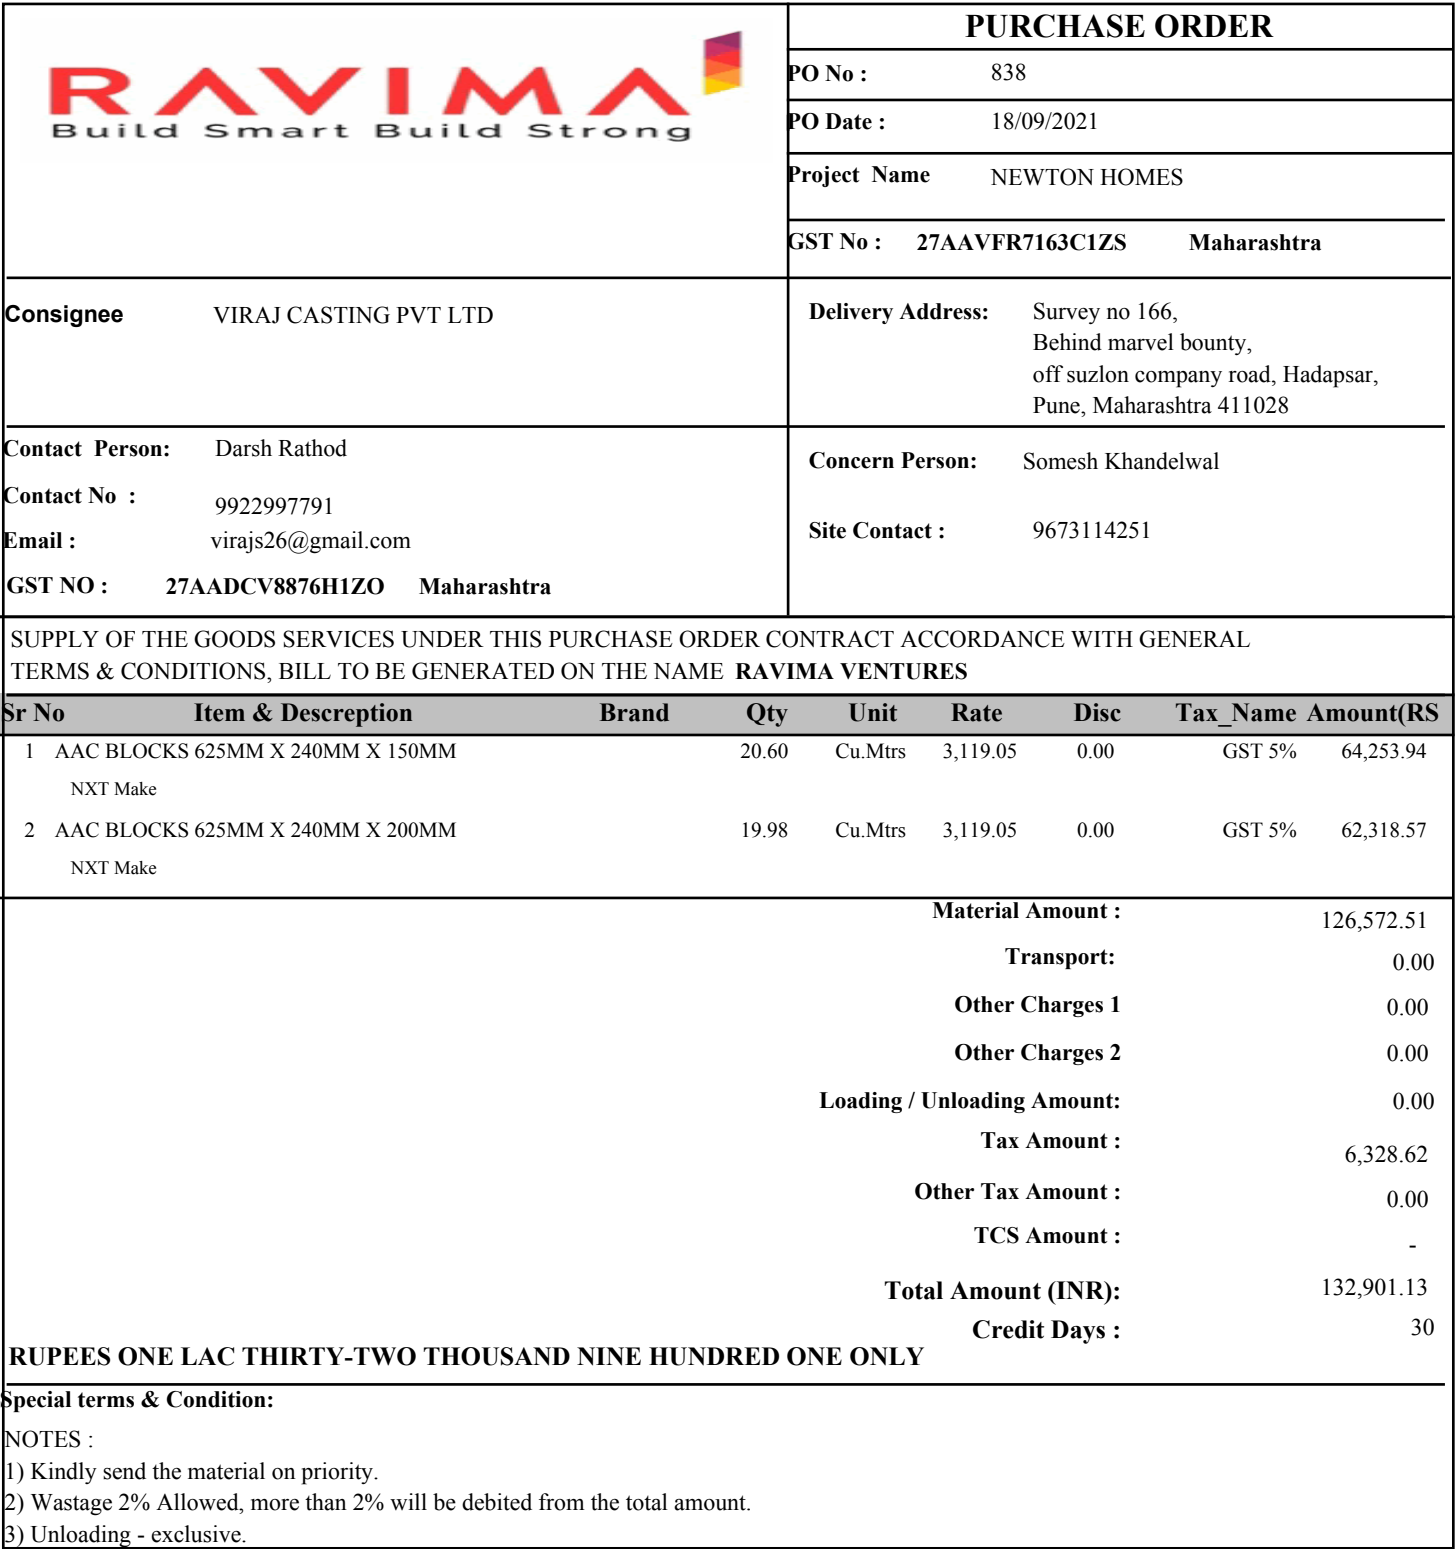 RAVIMA
Build Smart Build Strong
PURCHASE ORDER
PO No : 838
PO Date : 18/09/2021
Project Name NEWTON HOMES
GST No : 27AAVFR7163C1ZS Maharashtra
Consignee VIRAJ CASTING PVT LTD
Delivery Address: Survey no 166,
Behind marvel bounty,
off suzlon company road, Hadapsar,
Pune, Maharashtra 411028
Contact Person: Darsh Rathod
Contact No : 9922997791
Email : virajs26@gmail.com
GST NO : 27AADCV8876H1ZO Maharashtra
Concern Person: Somesh Khandelwal
Site Contact : 9673114251
SUPPLY OF THE GOODS SERVICES UNDER THIS PURCHASE ORDER CONTRACT ACCORDANCE WITH GENERAL
TERMS & CONDITIONS, BILL TO BE GENERATED ON THE NAME RAVIMA VENTURES
Sr No Item & Descreption Brand Qty Unit Rate Disc Tax_Name Amount(RS
1 AAC BLOCKS 625MM X 240MM X 150MM 20.60 Cu.Mtrs 3,119.05 0.00 GST 5% 64,253.94
NXT Make
2 AAC BLOCKS 625MM X 240MM X 200MM 19.98 Cu.Mtrs 3,119.05 0.00 GST 5% 62,318.57
NXT Make
Material Amount : 126,572.51
Transport: 0.00
Other Charges 1 0.00
Other Charges 2 0.00
Loading / Unloading Amount: 0.00
Tax Amount : 6,328.62
Other Tax Amount : 0.00
TCS Amount : -
Total Amount (INR): 132,901.13
Credit Days : 30
RUPEES ONE LAC THIRTY-TWO THOUSAND NINE HUNDRED ONE ONLY
Special terms & Condition:
NOTES :
1) Kindly send the material on priority.
2) Wastage 2% Allowed, more than 2% will be debited from the total amount.
3) Unloading - exclusive.